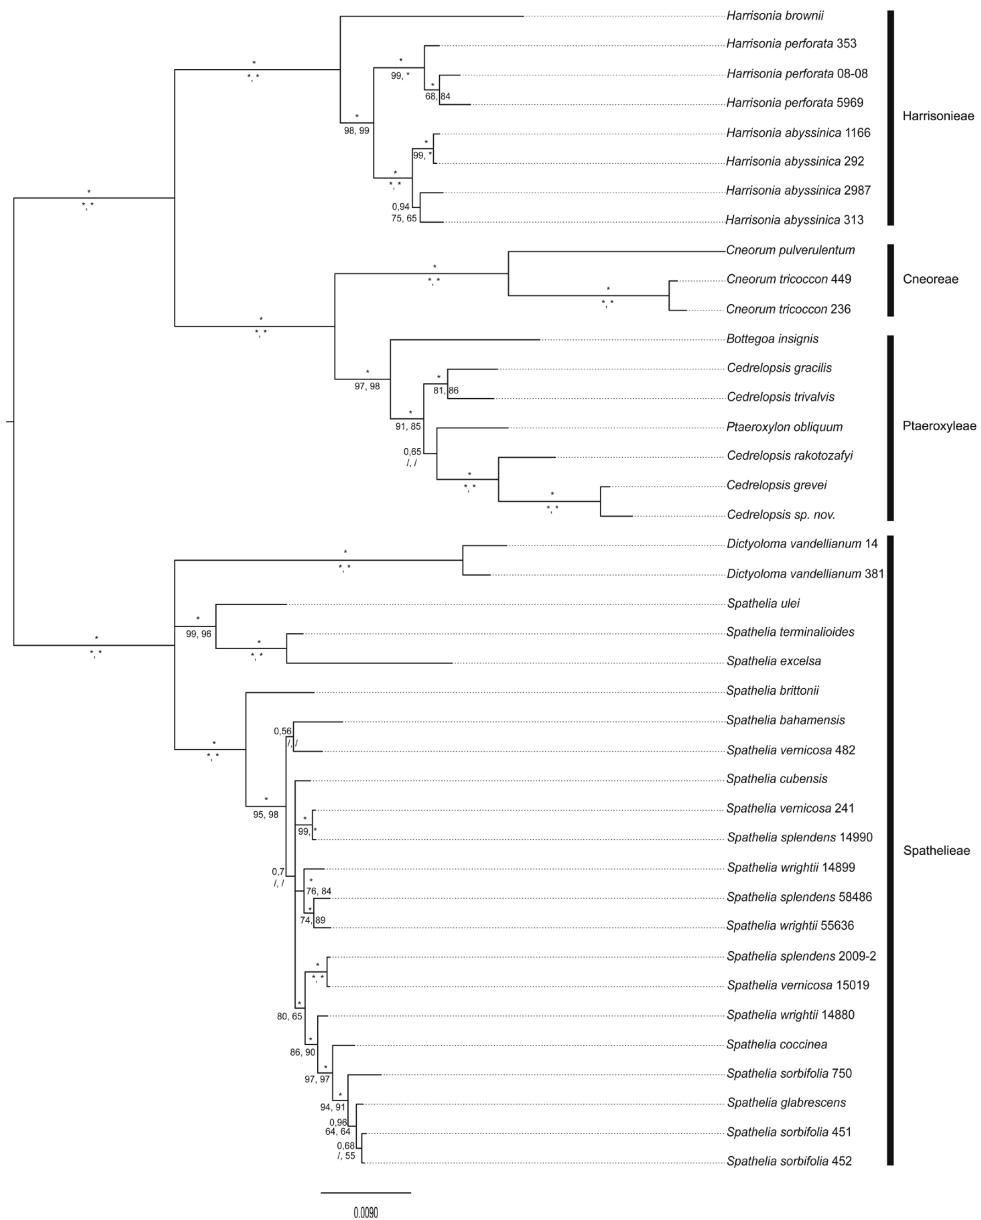 Harrisonia brownii
Harrisonia perforata 353
*
*
*, *
99, *
Harrisonia perforata 08-08
*
68, 84
Harrisonia perforata 5969
Harrisonieae
*
98, 99
Harrisonia abyssinica 1166
*
99, *
Harrisonia abyssinica 292
*
*, *
Harrisonia abyssinica 2987
*
*, *
0,94
75, 65
Harrisonia abyssinica 313
Cneorum pulverulentum
*
*, *
Cneorum tricoccon 449
Cneoreae
*
*, *
Cneorum tricoccon 236
*
*, *
Bottegoa insignis
*
97, 98
Cedrelopsis gracilis
*
81, 86
Cedrelopsis trivalvis
*
91, 85
Ptaeroxylon obliquum
Ptaeroxyleae
0,65
/, /
Cedrelopsis rakotozafyi
*
*, *
Cedrelopsis grevei
*
*, *
Cedrelopsis sp. nov.
Dictyoloma vandellianum 14
*
*, *
Dictyoloma vandellianum 381
Spathelia ulei
*
99, 96
Spathelia terminalioides
*
*, *
*
*, *
Spathelia excelsa
Spathelia brittonii
Spathelia bahamensis
0,56
/, /
*
*, *
Spathelia vernicosa 482
Spathelia cubensis
*
95, 98
Spathelia vernicosa 241
*
99, *
Spathelia splendens 14990
Spathelieae
Spathelia wrightii 14899
0,7
/, /
*
76, 84
Spathelia splendens 58486
*
74, 89
Spathelia wrightii 55636
Spathelia splendens 2009-2
*
*, *
Spathelia vernicosa 15019
*
80, 65
Spathelia wrightii 14880
*
86, 90
Spathelia coccinea
*
97, 97
Spathelia sorbifolia 750
*
94, 91
Spathelia glabrescens
0,96
64, 64
Spathelia sorbifolia 451
0,68
/, 55
Spathelia sorbifolia 452
0.0090